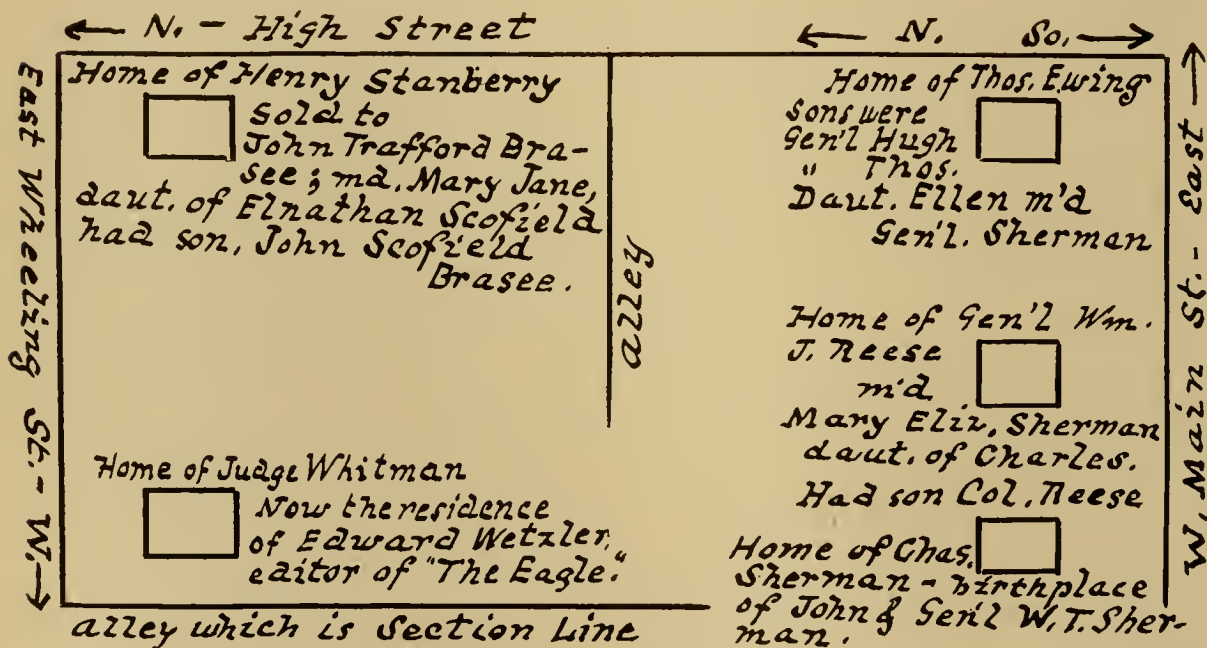 ← N. - High Street
← N. So. →
East Wheeling St. - W. →
Home of Henry Stanberry
Sold to
John Trafford Bra-
see; md. Mary Jane,
daut. of Elnathan Scofield
had son, John Scofield
Brasee.
alley
Home of Thos. Ewing
sons were
Gen'l Hugh
" Thos.
Daut. Ellen m'd
Gen'l. Sherman
W. Main St. - East →
Home of Gen'l Wm.
J. Reese
m'd
Mary Eliz. Sherman
daut. of Charles.
Had son Col. Reese
Home of Judge Whitman
Now the residence
of Edward Wetzler,
editor of "The Eagle."
Home of Chas.
Sherman - birthplace
of John & Gen'l W. T. Sher-
man.
alley which is Section Line